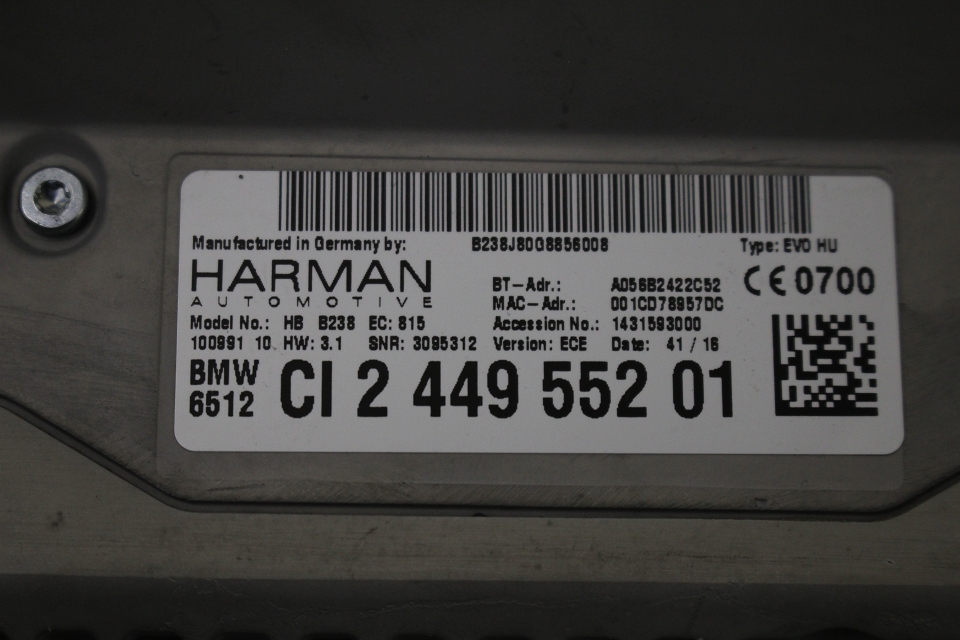 Manufactured in Germany by:
B238J80G8856008
Type: EVO HU
HARMAN
AUTOMOTIVE
BT-Adr.: A056B2422C52
MAC-Adr.: 001CD78957DC
CE 0700
Model No.: HB B238 EC: 815
Accession No.: 1431593000
100991 10 HW: 3.1 SNR: 3095312 Version: ECE Date: 41 / 16
BMW
6512
CI 2 449 552 01